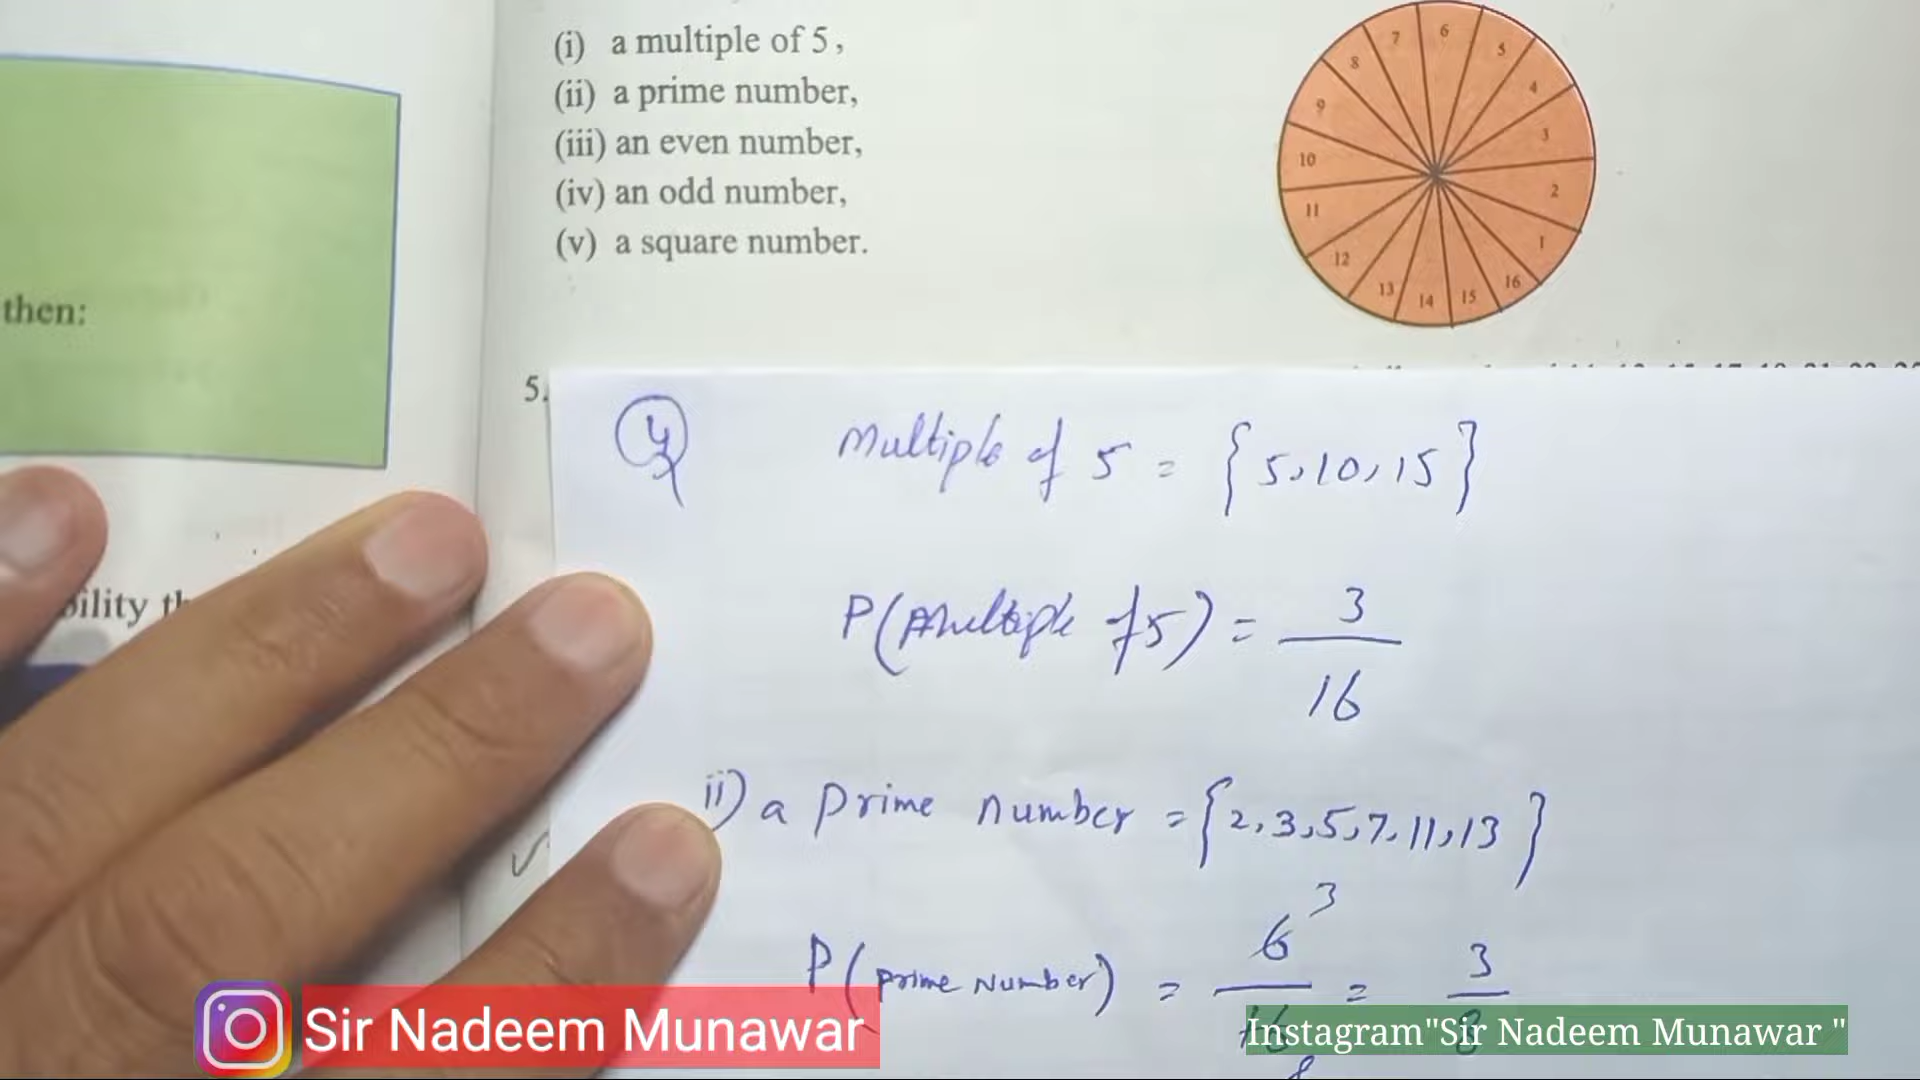 (i) a multiple of 5,
(ii) a prime number,
(iii) an even number,
(iv) an odd number,
(v) a square number.
6
7
5
8
4
9
3
10
2
11
1
12
16
13
15
14
then:
5.
Q4
Multiple of 5 = {5,10,15}
P(Multiple of 5) = 3/16
ii) a prime number = {2,3,5,7,11,13}
3
P(prime Number) = 6/16 = 3/8
8
Sir Nadeem Munawar
Instagram"Sir Nadeem Munawar "